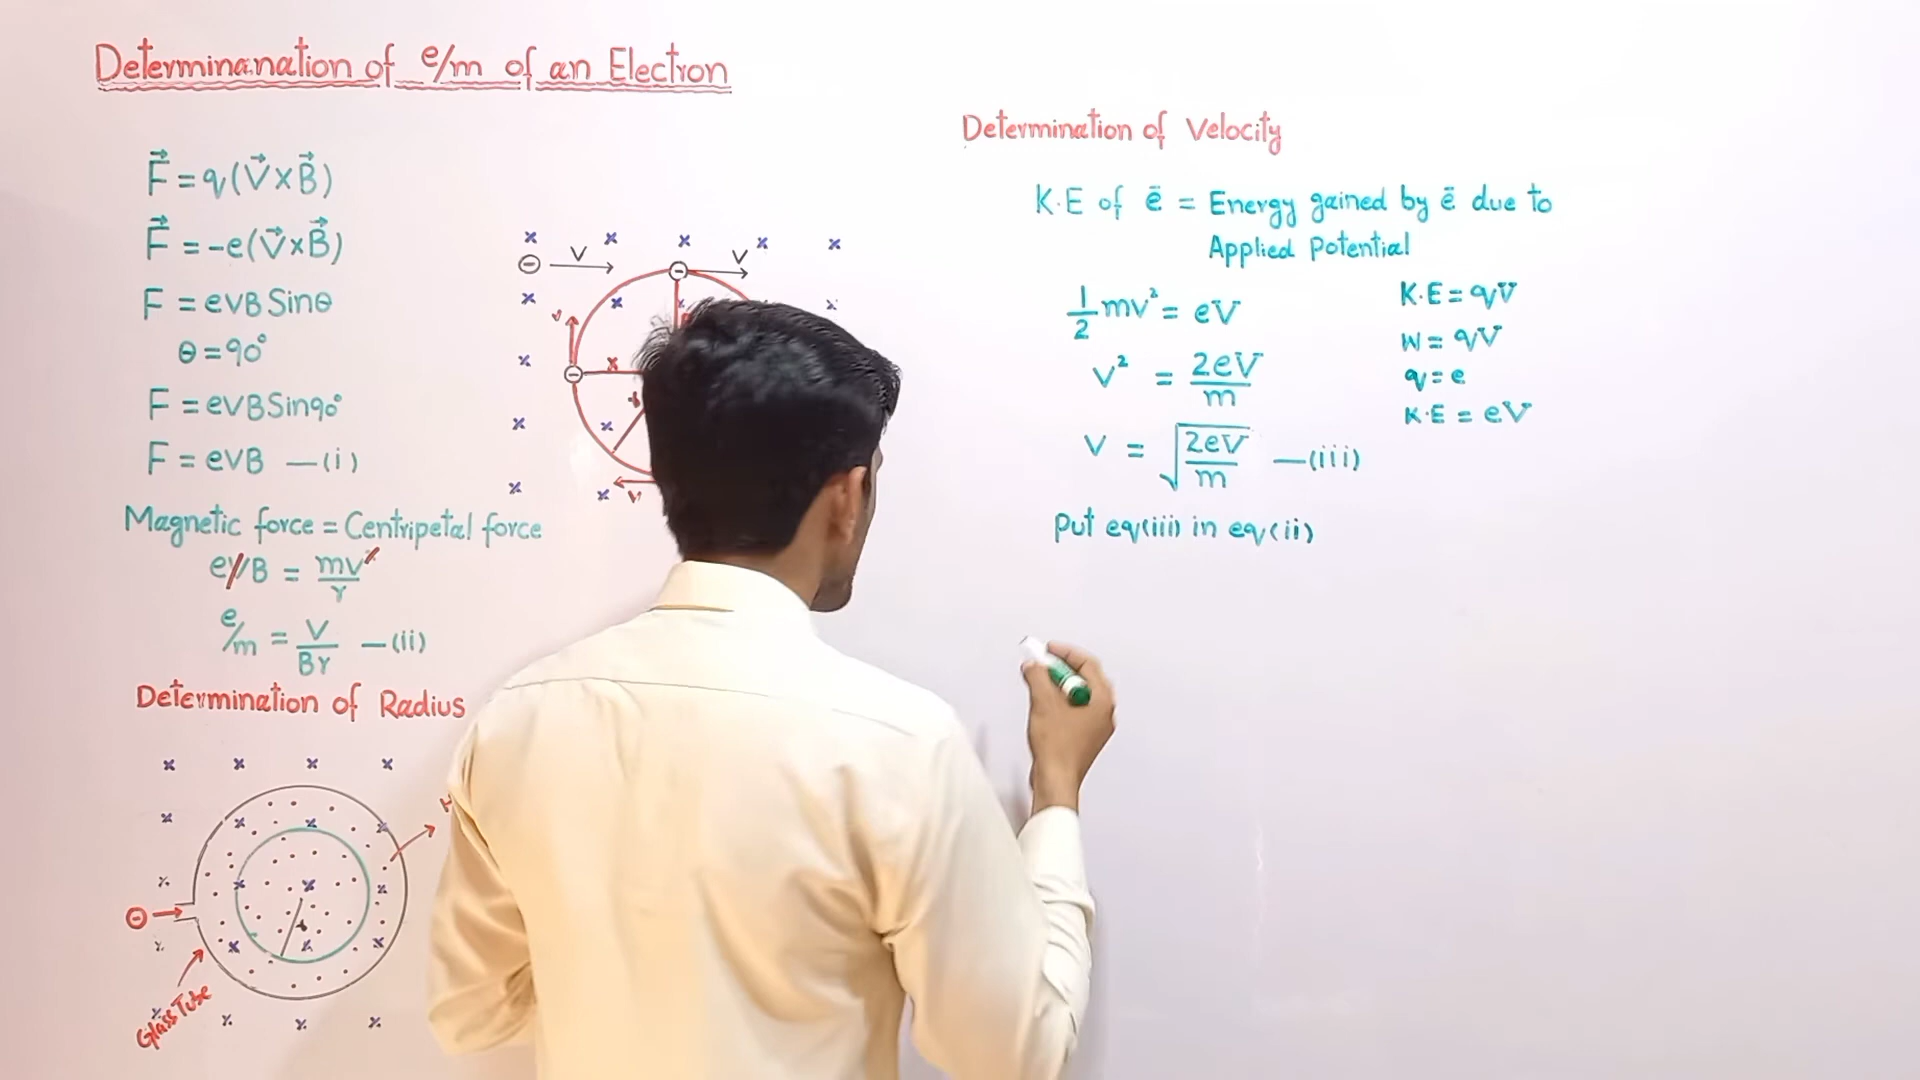 Determinanation of e/m of an Electron
F⃗ = q(V⃗×B⃗)
F⃗ = -e(V⃗×B⃗)
F = evB Sinθ
θ = 90°
F = evBSin90°
F = evB —(i)
Magnetic force = Centripetal force
evB = mv²/r
e/m = V/Br —(ii)
Determination of Radius
Glass Tube
V
V
V
V
r
Determination of Velocity
K.E of ē = Energy gained by ē due to
Applied Potential
1/2 mv² = eV
v² = 2eV/m
v = √(2eV/m) —(iii)
K.E = qV
W = qV
q = e
K.E = eV
Put eq(iii) in eq(ii)